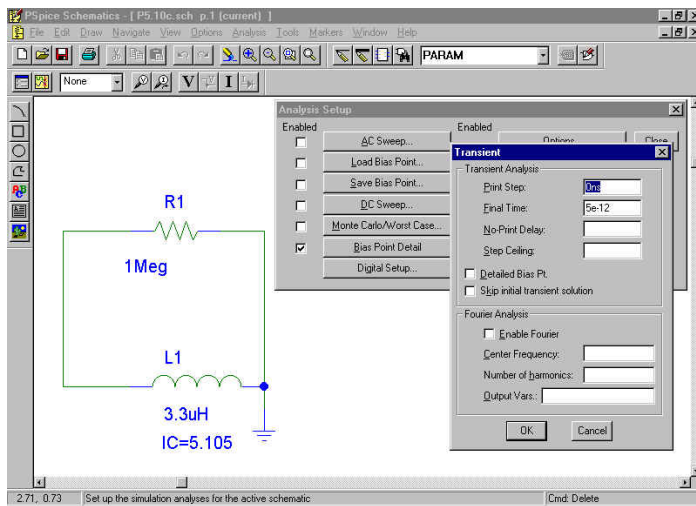 PSpice Schematics - [ P5.10c.sch p.1 (current) ]
File Edit Draw Navigate View Options Analysis Tools Markers Window Help
PARAM
None
V I
Analysis Setup
Enabled
Enabled
AC Sweep...
Options
Close
Load Bias Point...
Save Bias Point...
DC Sweep...
Monte Carlo/Worst Case...
Bias Point Detail
Digital Setup...
Transient
Transient Analysis
Print Step:
0ns
Final Time:
5e-12
No-Print Delay:
Step Ceiling:
Detailed Bias Pt.
Skip initial transient solution
Fourier Analysis
Enable Fourier
Center Frequency:
Number of harmonics:
Output Vars.:
OK
Cancel
R1
1Meg
L1
3.3uH
IC=5.105
2.71, 0.73
Set up the simulation analyses for the active schematic
Cmd: Delete